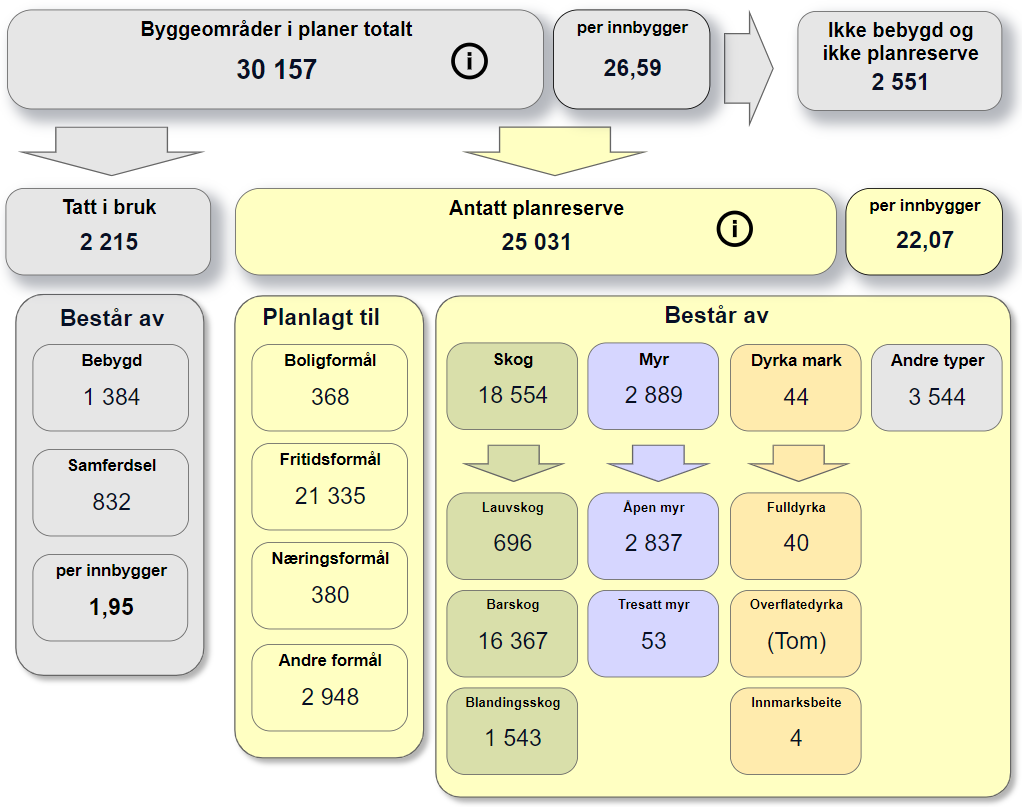 Byggeområder i planer totalt
30 157
i
per innbygger
26,59
Ikke bebygd og
ikke planreserve
2 551
Tatt i bruk
2 215
Antatt planreserve
25 031
i
per innbygger
22,07
Består av
Bebygd
1 384
Samferdsel
832
per innbygger
1,95
Planlagt til
Boligformål
368
Fritidsformål
21 335
Næringsformål
380
Andre formål
2 948
Består av
Skog
18 554
Myr
2 889
Dyrka mark
44
Andre typer
3 544
Lauvskog
696
Åpen myr
2 837
Fulldyrka
40
Barskog
16 367
Tresatt myr
53
Overflatedyrka
(Tom)
Blandingsskog
1 543
Innmarksbeite
4